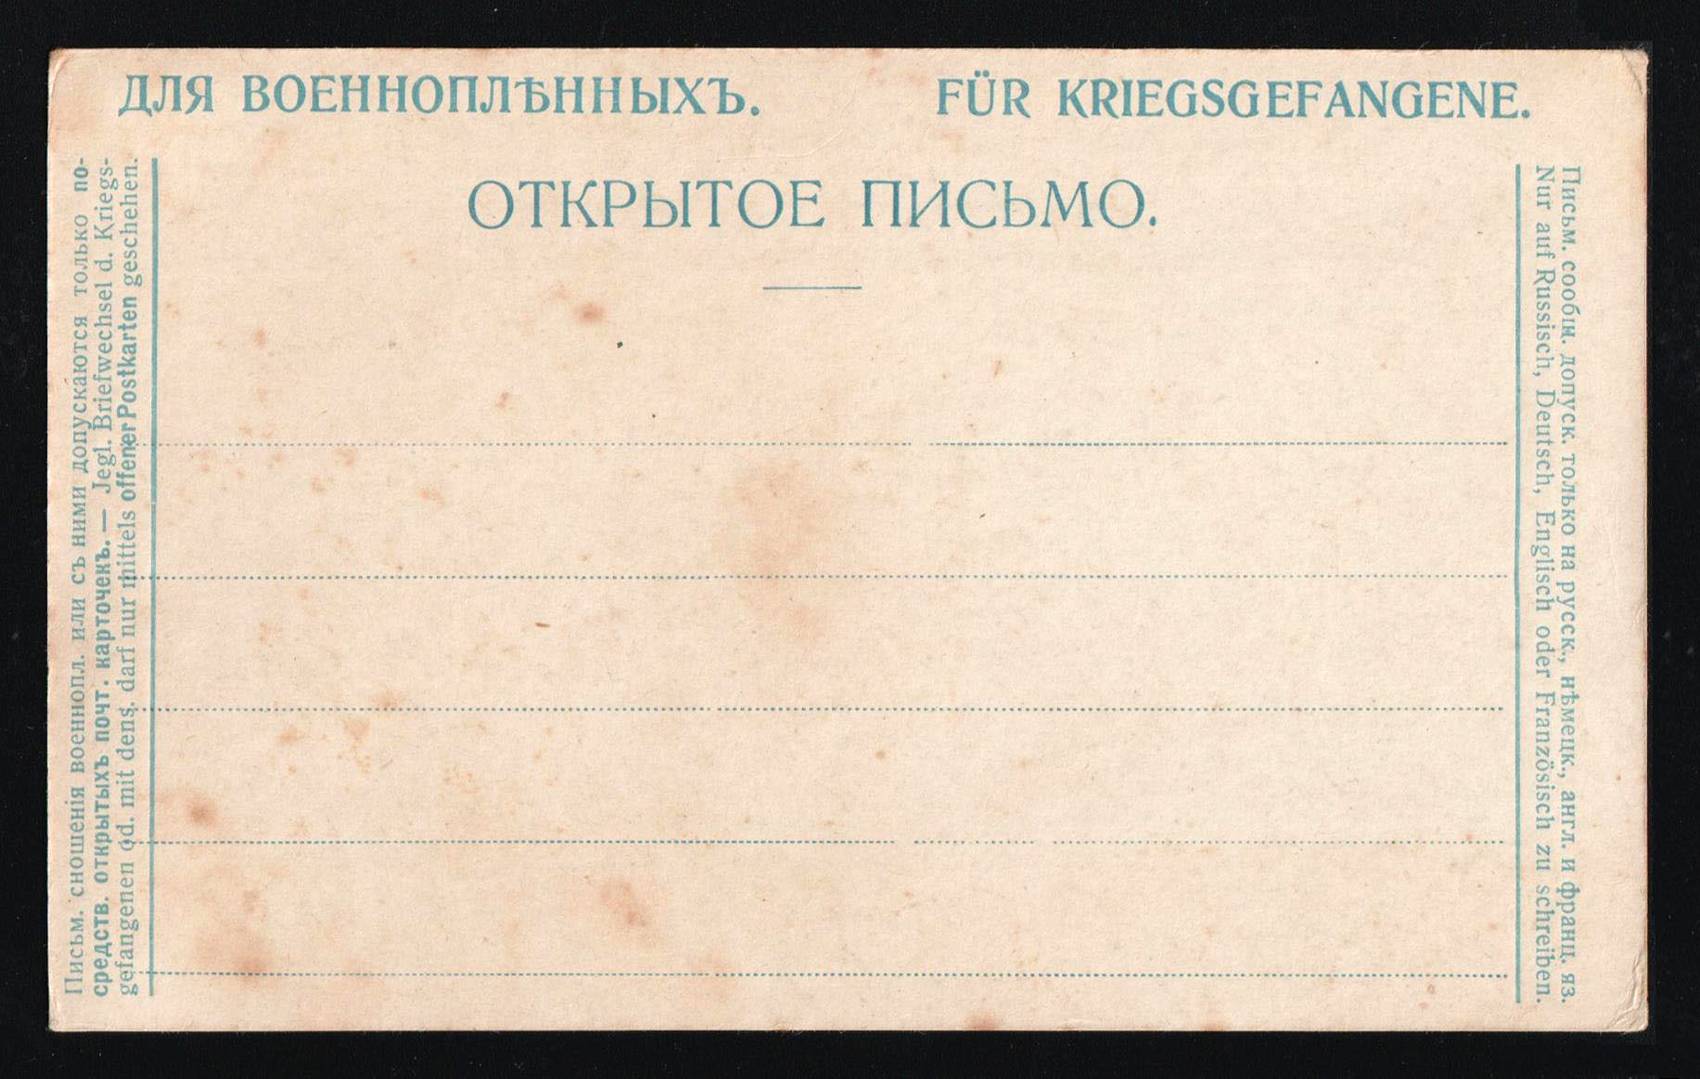 ДЛЯ ВОЕННОПЛѢННЫХЪ. FÜR KRIEGSGEFANGENE.
ОТКРЫТОЕ ПИСЬМО.
Письм. сношенія военнопл. или съ ними допускаются только по-
средств. открытыхъ почт. карточекъ. — Jegl. Briefwechsel d. Kriegs-
gefangenen od. mit dens. darf nur mittels offener Postkarten geschehen.
Письм. сообщ. допуск. только на русск., нѣмецк., англ. и франц. яз.
Nur auf Russisch, Deutsch, Englisch oder Französisch zu schreiben.